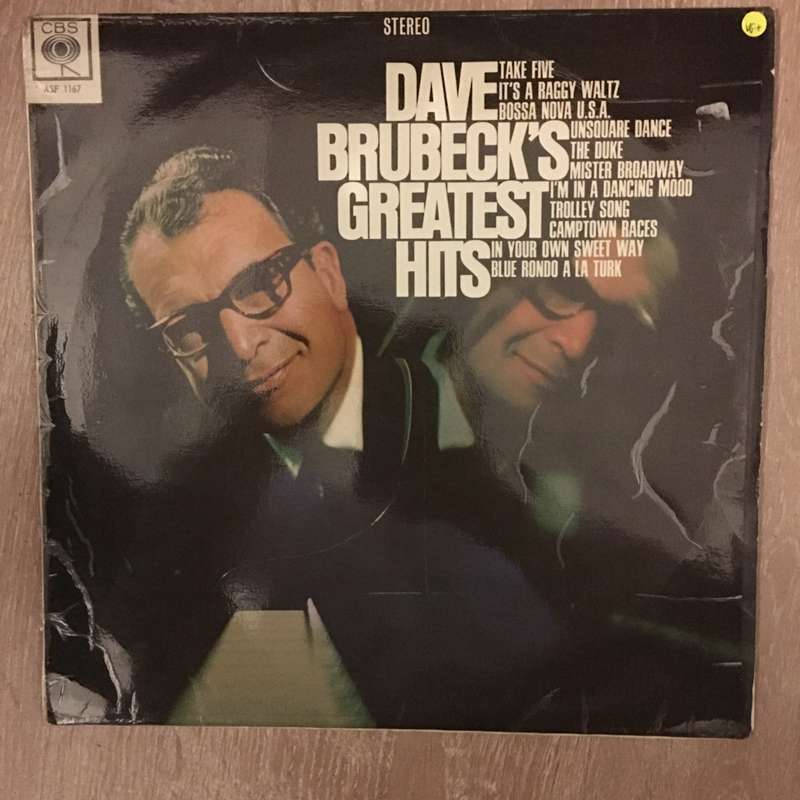 CBS
ASF 1167
STEREO
VG+
DAVE
BRUBECK'S
GREATEST
HITS
TAKE FIVE
IT'S A RAGGY WALTZ
BOSSA NOVA U.S.A.
UNSQUARE DANCE
THE DUKE
MISTER BROADWAY
I'M IN A DANCING MOOD
TROLLEY SONG
CAMPTOWN RACES
IN YOUR OWN SWEET WAY
BLUE RONDO A LA TURK